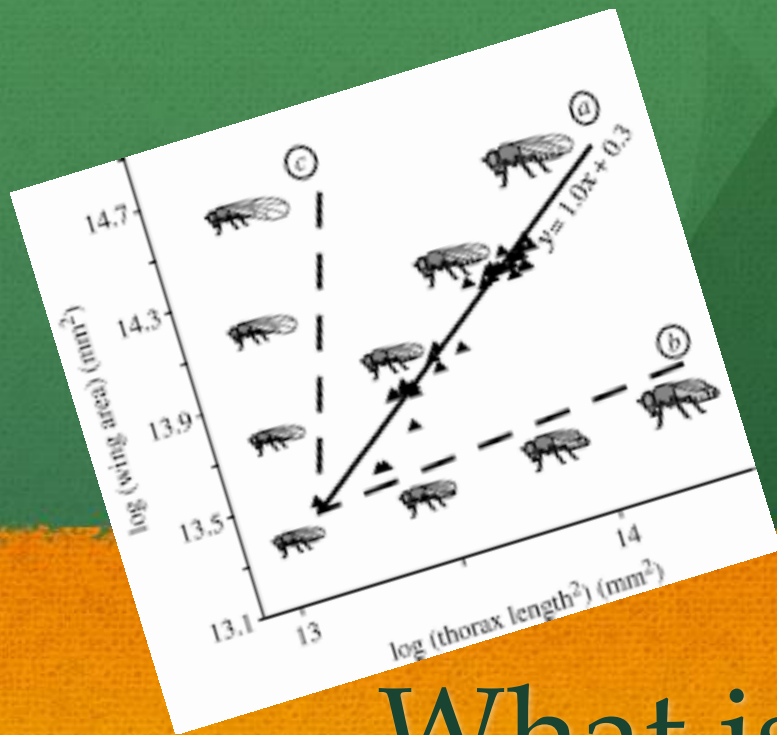 a
c
y= 1.0x + 0.3
14.7
14.3
13.9
13.5
13.1
log (wing area) (mm²)
b
13
14
log (thorax length²) (mm²)
What is